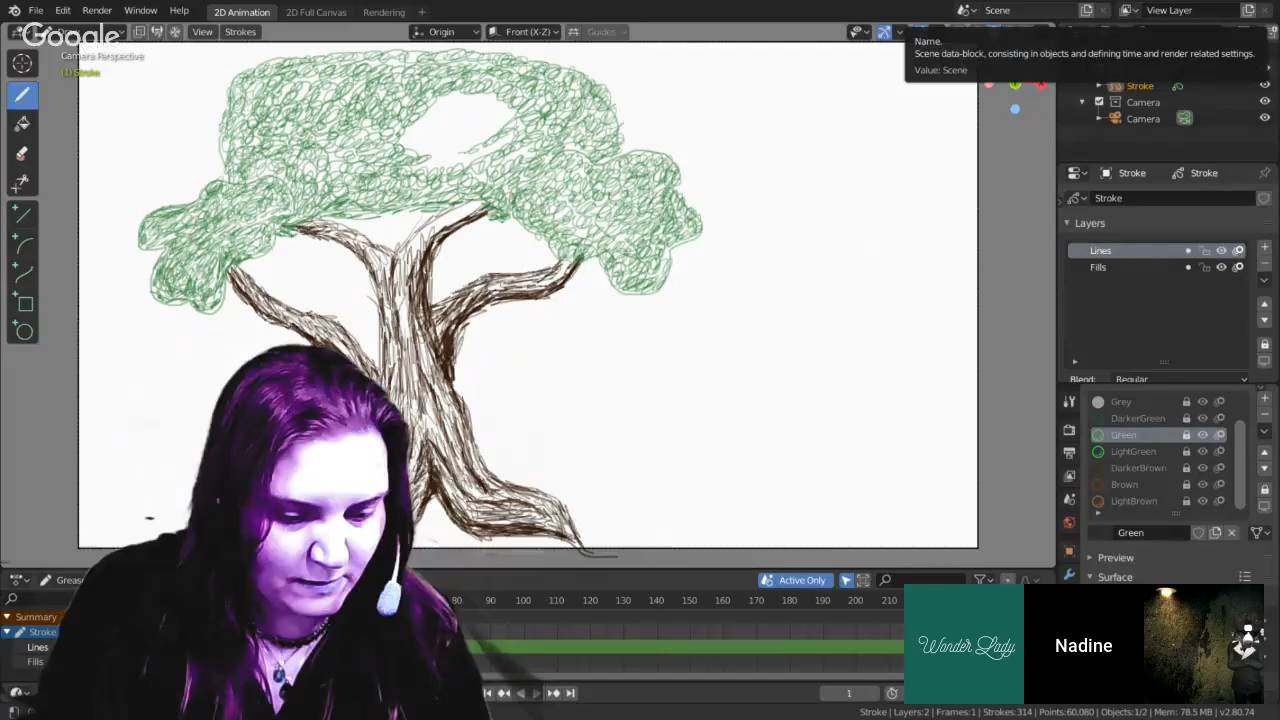 File Edit Render Window Help 2D Animation 2D Full Canvas Rendering + Scene View Layer
View Strokes Origin Front (X-Z) Guides
Google
Camera Perspective
(1) Stroke
Name.
Scene data-block, consisting in objects and defining time and render related settings.
Value: Scene
Stroke
Camera
Camera
Stroke Stroke
Stroke
Layers
Lines
Fills
Blend: Regular
Grey
DarkerGreen
Green
LightGreen
DarkerBrown
Brown
LightBrown
Green
Preview
Surface
Active Only
80 90 100 110 120 130 140 150 160 170 180 190 200 210
Summary
Stroke
Lines
Fills
Wonder Lady
Nadine
1
Stroke | Layers:2 | Frames:1 | Strokes:314 | Points:60,080 | Objects:1/2 | Mem: 78.5 MB | v2.80.74